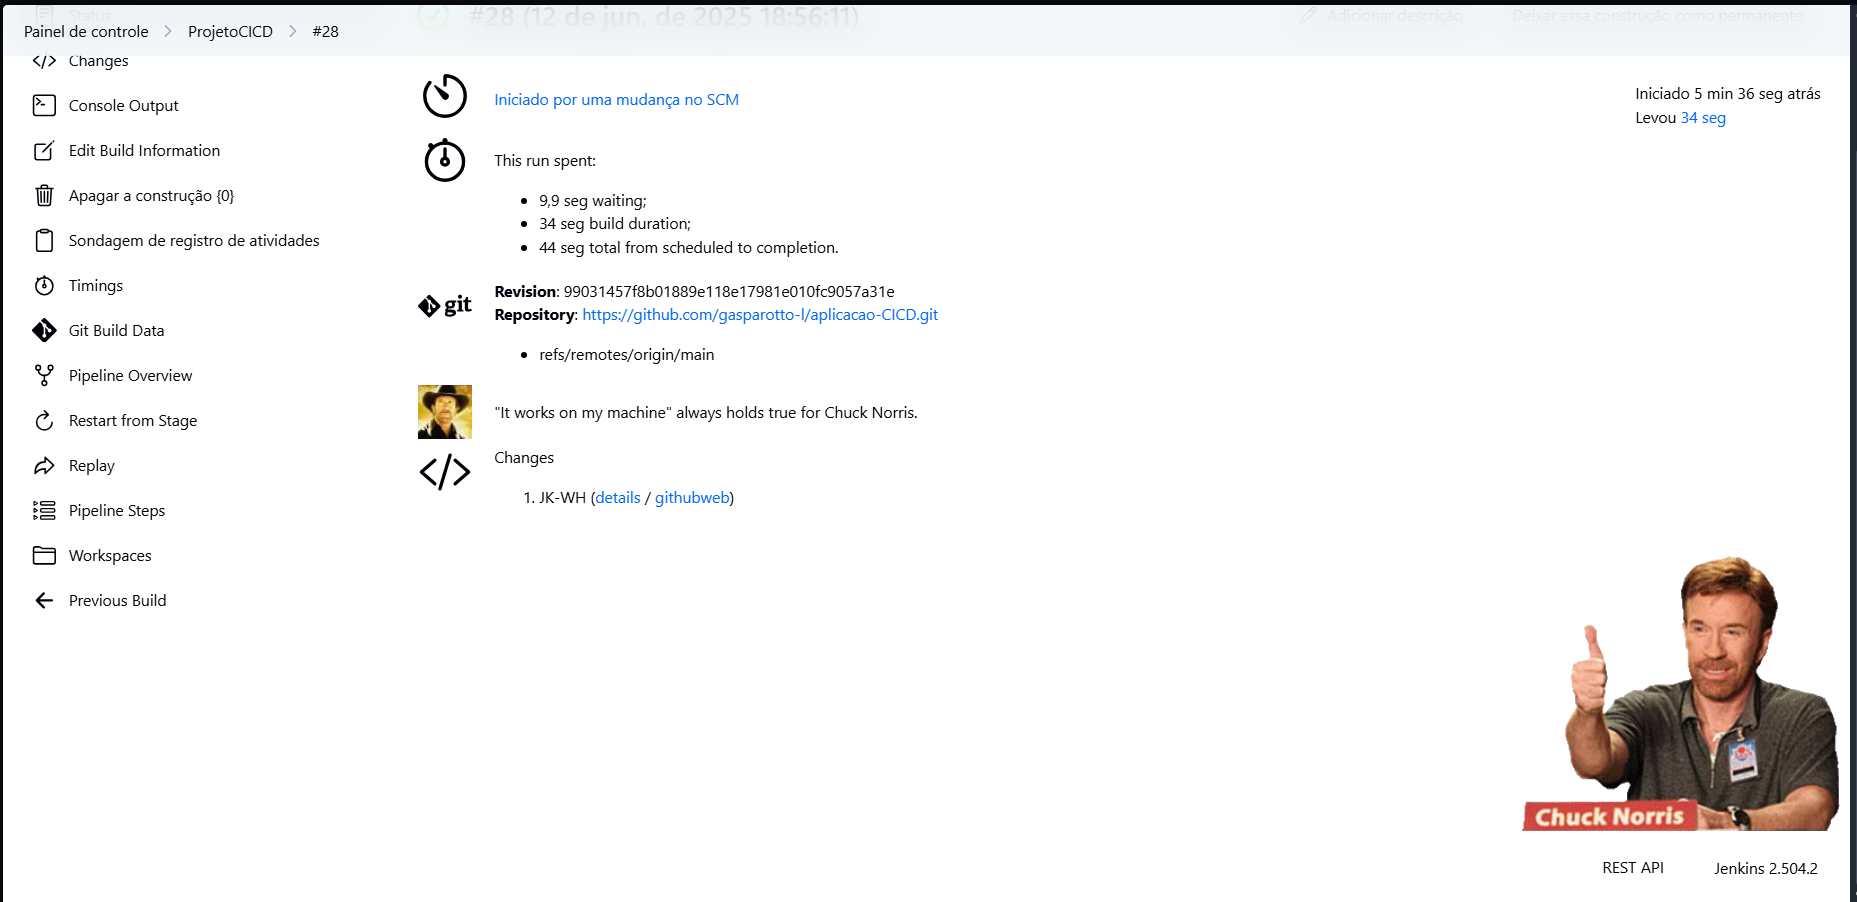 Status
#28 (12 de jun. de 2025 18:56:11)
Adicionar descrição
Deixar essa construção como permanente
Painel de controle
ProjetoCICD
#28
Changes
Console Output
Edit Build Information
Apagar a construção {0}
Sondagem de registro de atividades
Timings
Git Build Data
Pipeline Overview
Restart from Stage
Replay
Pipeline Steps
Workspaces
Previous Build
Iniciado por uma mudança no SCM
Iniciado 5 min 36 seg atrás
Levou 34 seg
This run spent:
9,9 seg waiting;
34 seg build duration;
44 seg total from scheduled to completion.
git
Revision: 99031457f8b01889e118e17981e010fc9057a31e
Repository: https://github.com/gasparotto-l/aplicacao-CICD.git
refs/remotes/origin/main
"It works on my machine" always holds true for Chuck Norris.
Changes
1. JK-WH (details / githubweb)
Chuck Norris
REST API
Jenkins 2.504.2